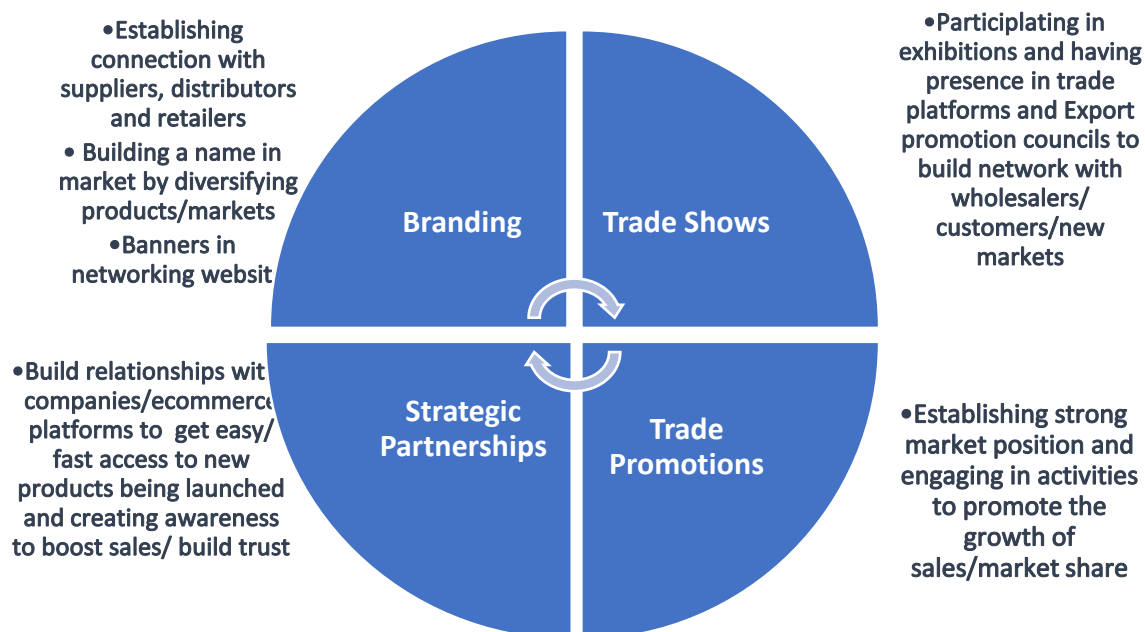 •Establishing
connection with
suppliers, distributors
and retailers
• Building a name in
market by diversifying
products/markets
•Banners in
networking websit
Branding
Trade Shows
•Participlating in
exhibitions and having
presence in trade
platforms and Export
promotion councils to
build network with
wholesalers/
customers/new
markets
•Build relationships wit
companies/ecommerce
platforms to get easy/
fast access to new
products being launched
and creating awareness
to boost sales/ build trust
Strategic
Partnerships
Trade
Promotions
•Establishing strong
market position and
engaging in activities
to promote the
growth of
sales/market share